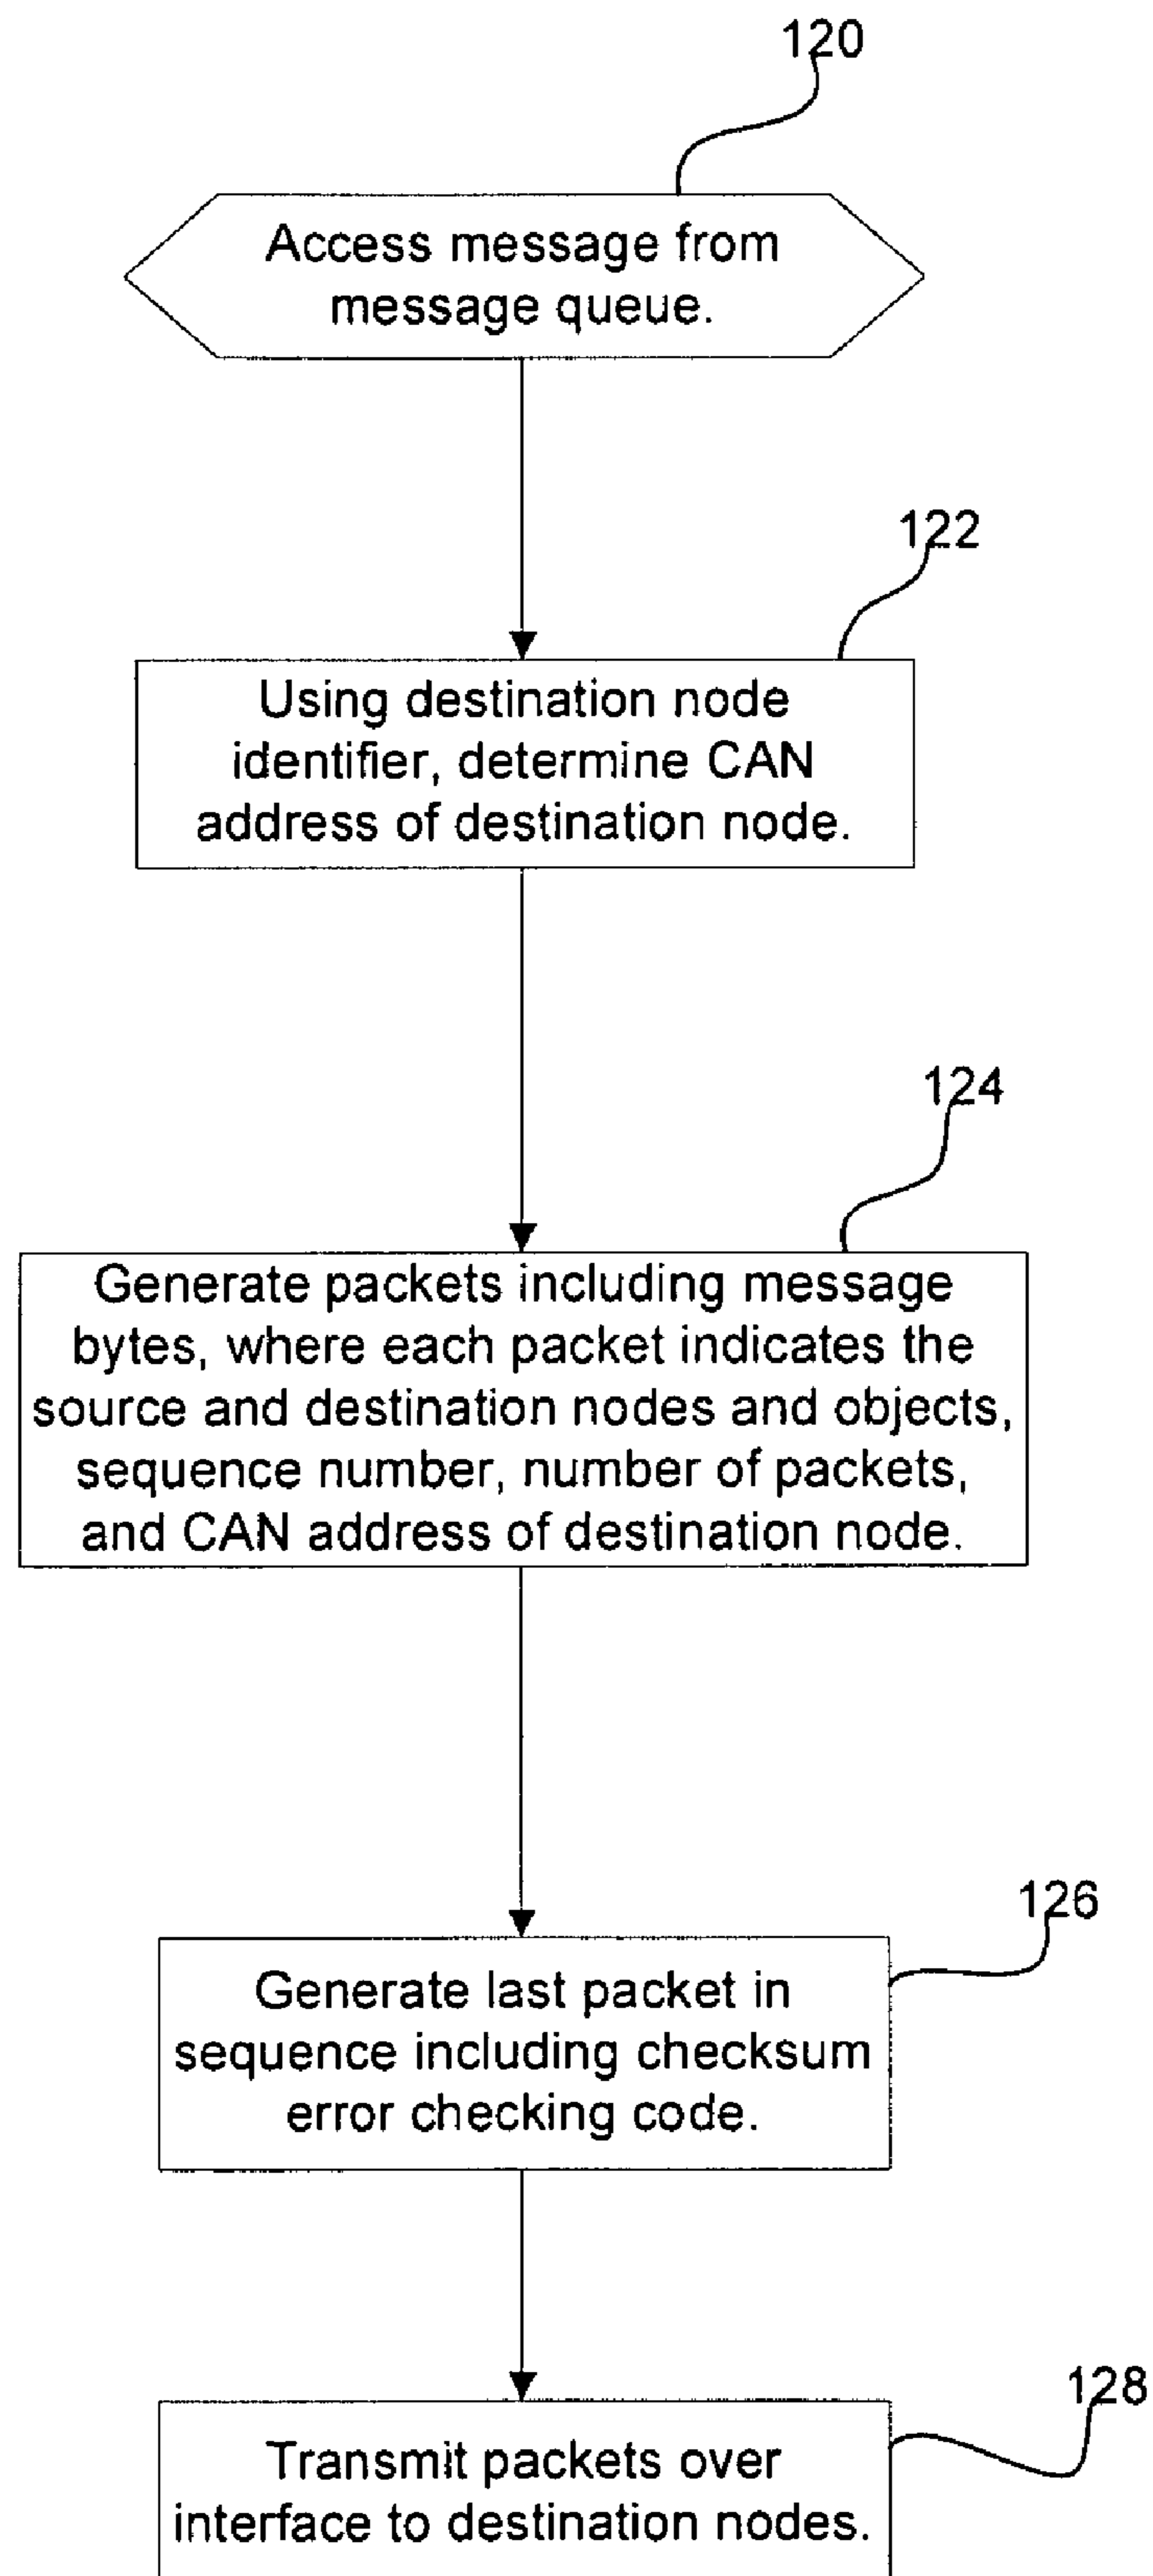 120
Access message from
message queue.
122
Using destination node
identifier, determine CAN
address of destination node.
124
Generate packets including message
bytes, where each packet indicates the
source and destination nodes and objects,
sequence number, number of packets,
and CAN address of destination node.
126
Generate last packet in
sequence including checksum
error checking code.
128
Transmit packets over
interface to destination nodes.